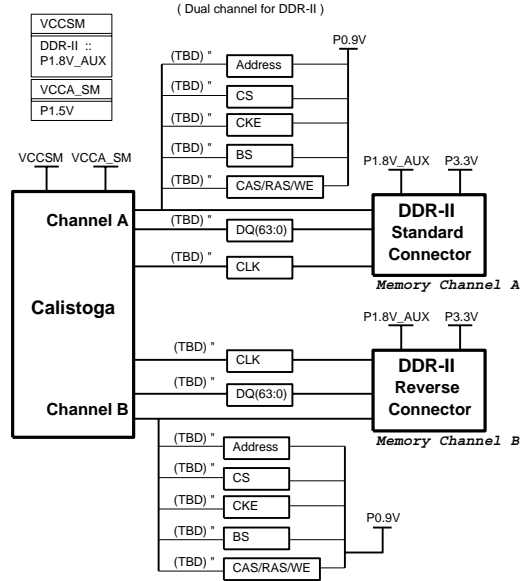 ( Dual channel for DDR-II )
VCCSM
DDR-II ::
P1.8V_AUX
VCCA_SM
P1.5V
P0.9V
(TBD) " Address
(TBD) " CS
(TBD) " CKE
(TBD) " BS
(TBD) " CAS/RAS/WE
VCCSM VCCA_SM
P1.8V_AUX P3.3V
Channel A
(TBD) " DQ(63:0)
(TBD) " CLK
DDR-II
Standard
Connector
Memory Channel A
Calistoga
P1.8V_AUX P3.3V
(TBD) " CLK
(TBD) " DQ(63:0)
Channel B
DDR-II
Reverse
Connector
Memory Channel B
(TBD) " Address
(TBD) " CS
(TBD) " CKE
(TBD) " BS
(TBD) " CAS/RAS/WE
P0.9V